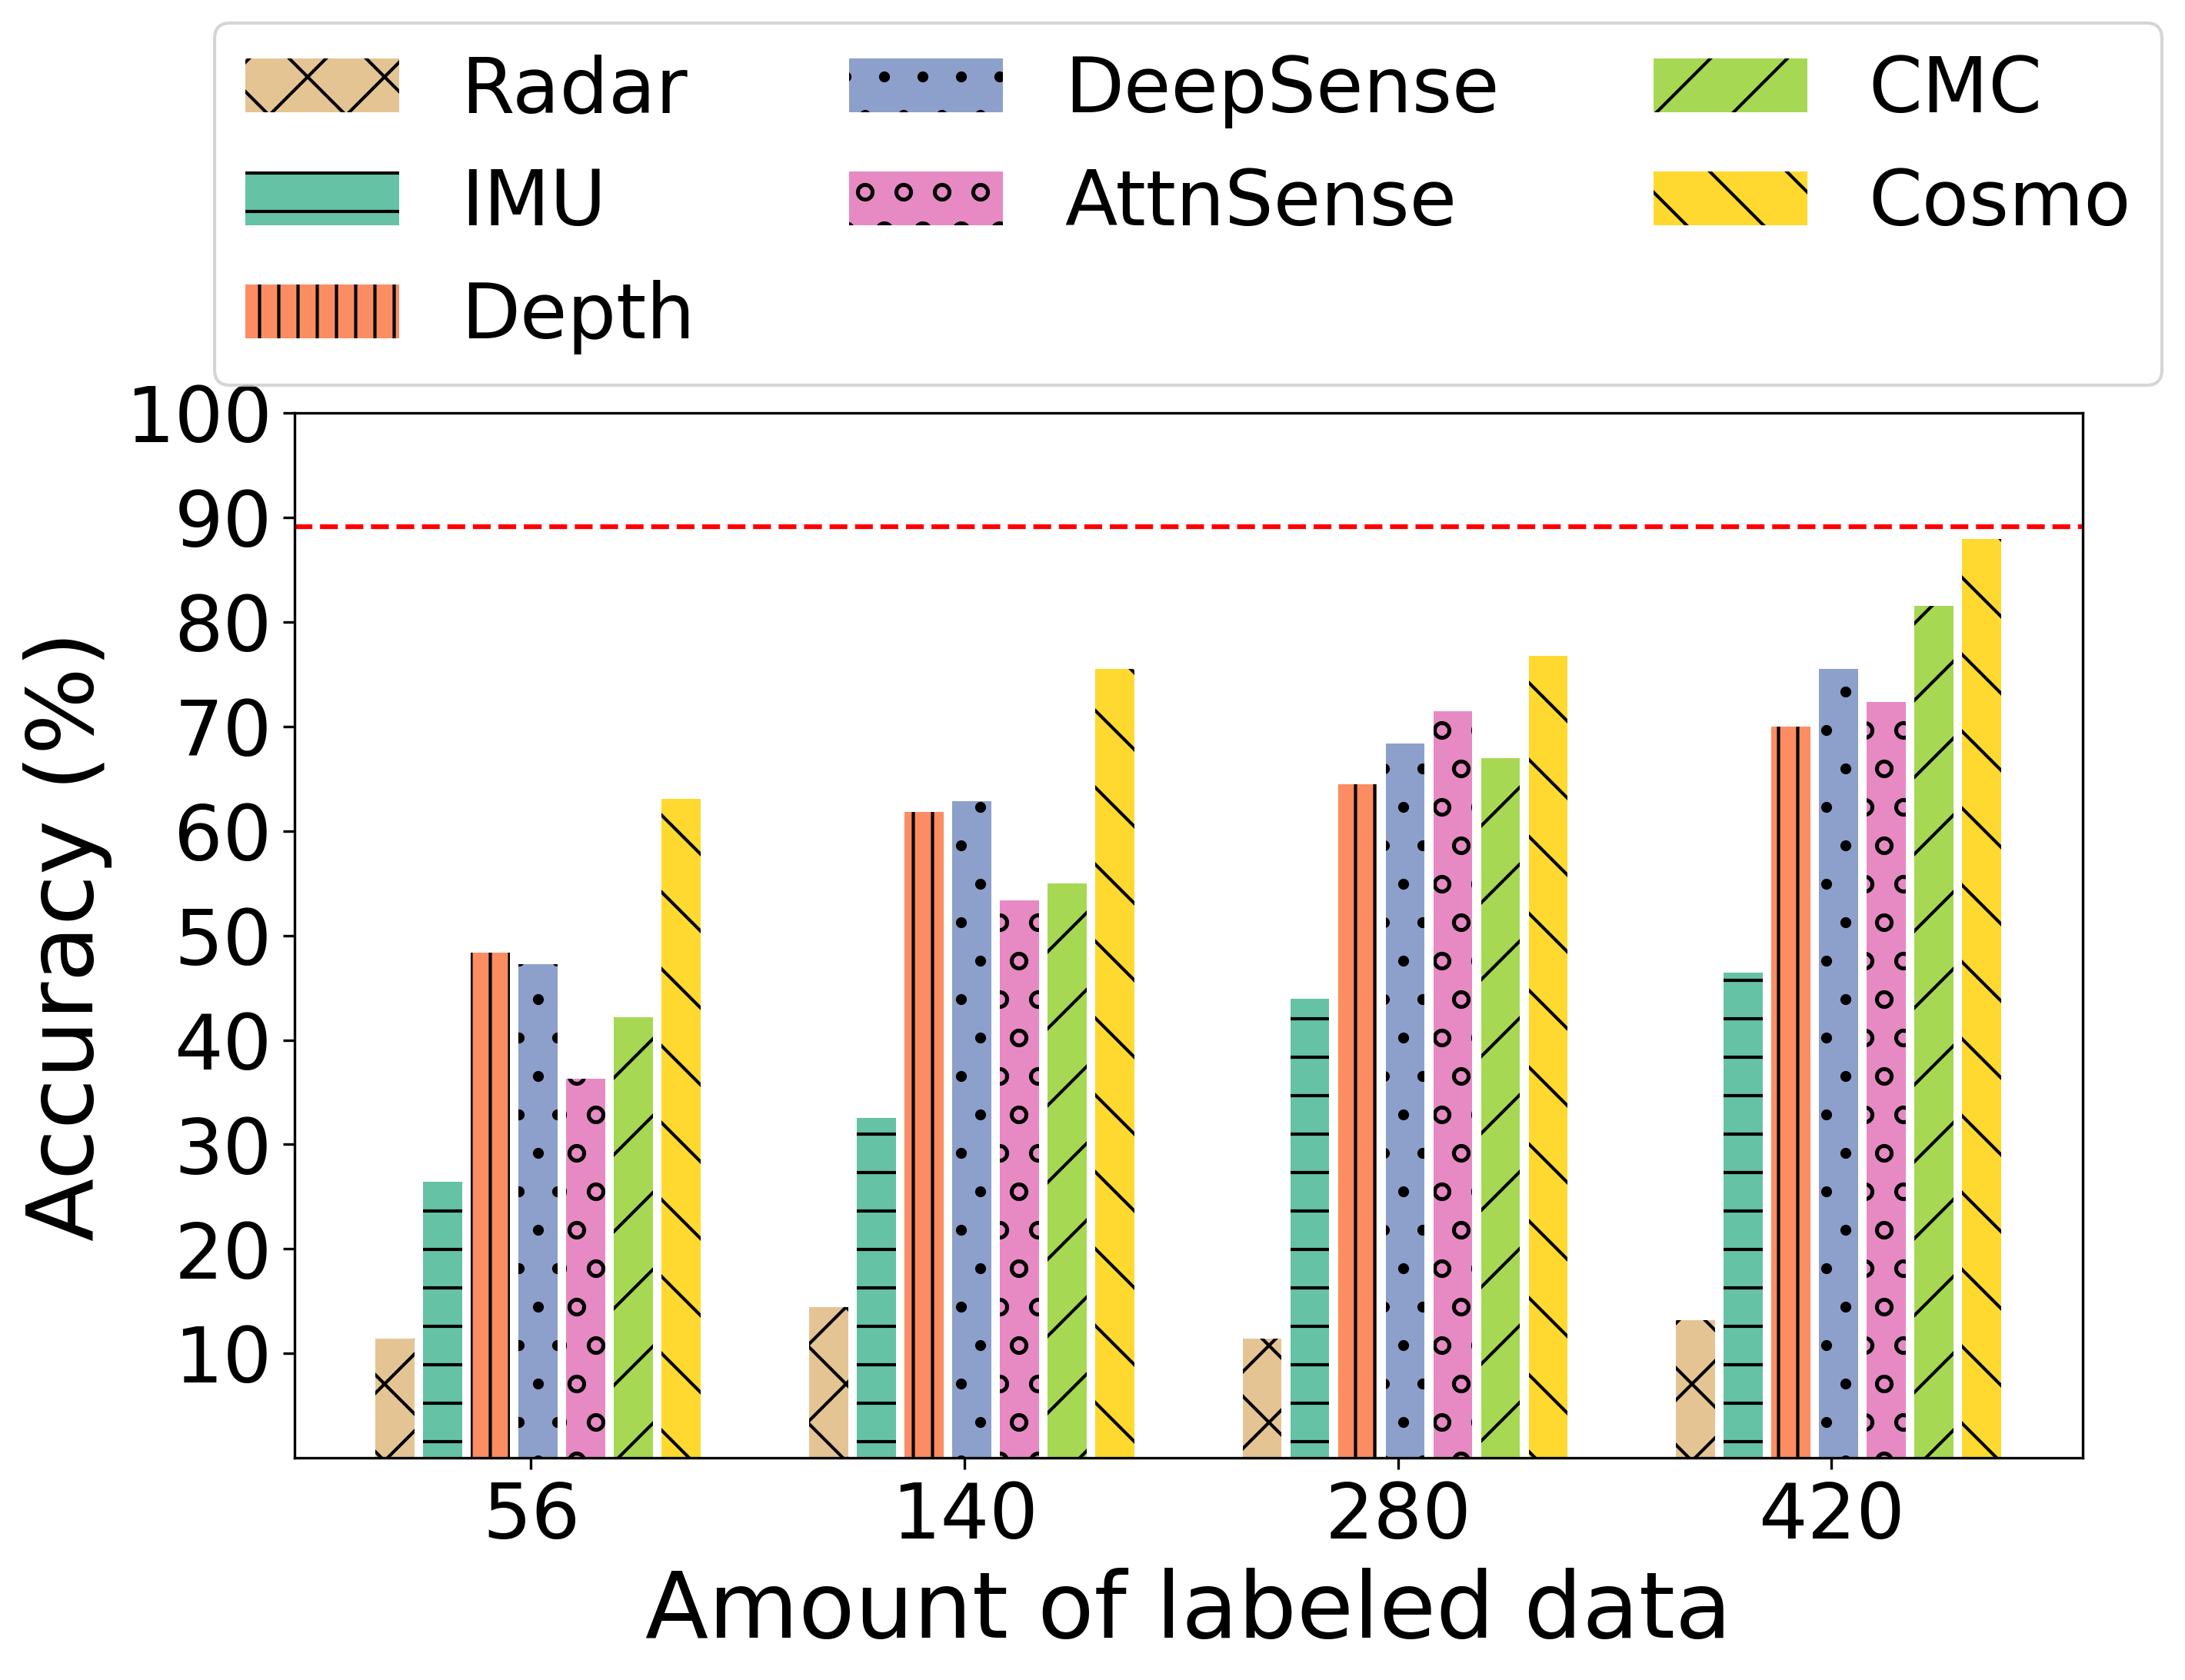 Radar
IMU
Depth
DeepSense
AttnSense
CMC
Cosmo
100
90
80
70
60
50
40
30
20
10
Accuracy (%)
56 140 280 420
Amount of labeled data